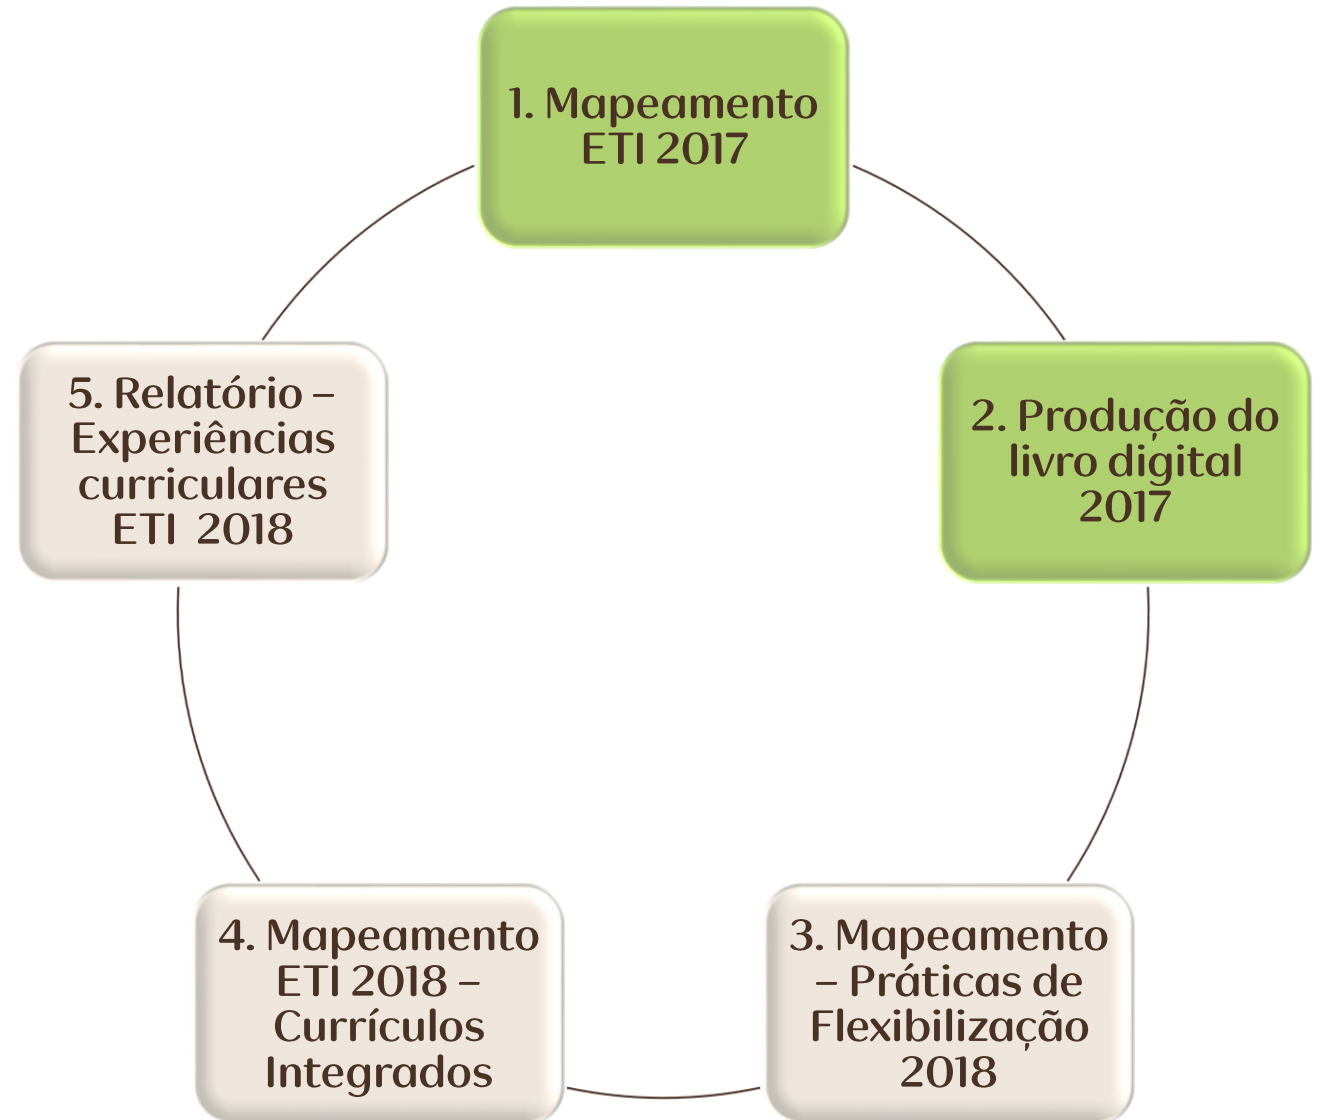 1. Mapeamento
ETI 2017
2. Produção do
livro digital
2017
3. Mapeamento
– Práticas de
Flexibilização
2018
4. Mapeamento
ETI 2018 –
Currículos
Integrados
5. Relatório –
Experiências
curriculares
ETI  2018